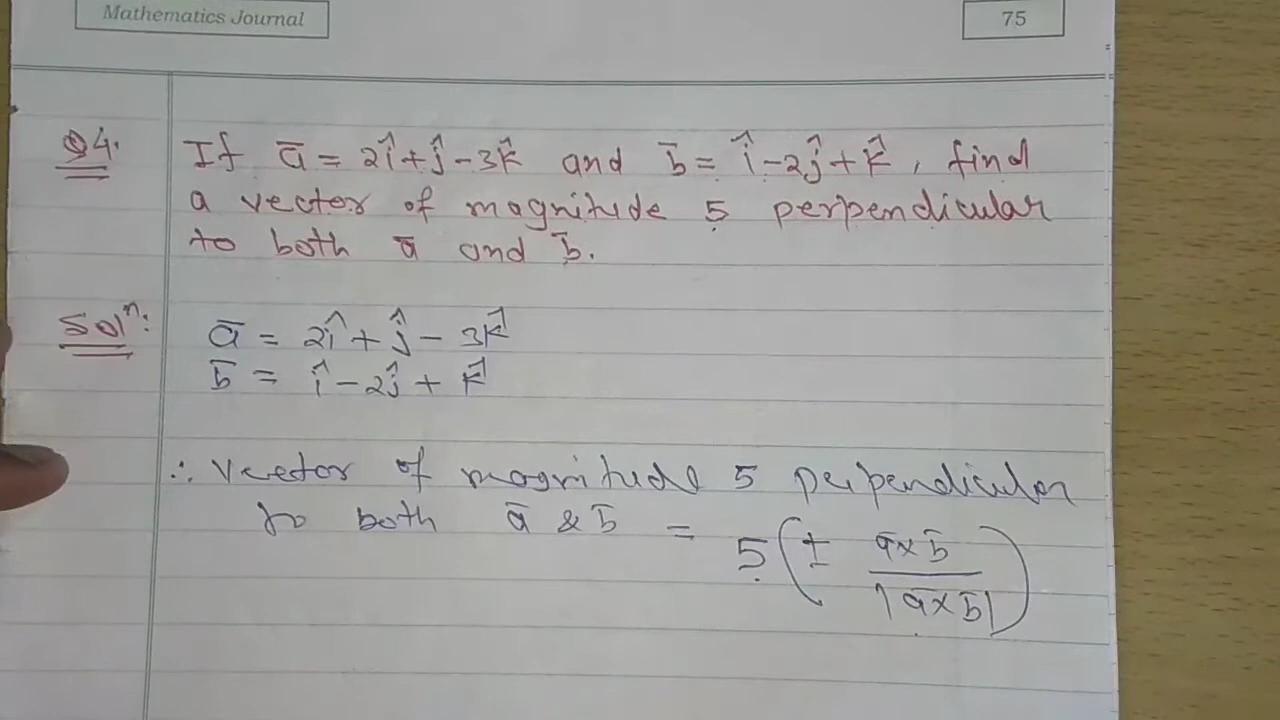 Mathematics Journal
75
Q4. If a̅ = 2î + ĵ - 3k̂ and b̅ = î - 2ĵ + k̂, find
a vector of magnitude 5 perpendicular
to both a̅ and b̅.
Solⁿ: a̅ = 2î + ĵ - 3k̂
b̅ = î - 2ĵ + k̂
∴ vector of magnitude 5 perpendicular
to both a̅ & b̅ = 5 (± a̅×b̅ / |a̅×b̅|)